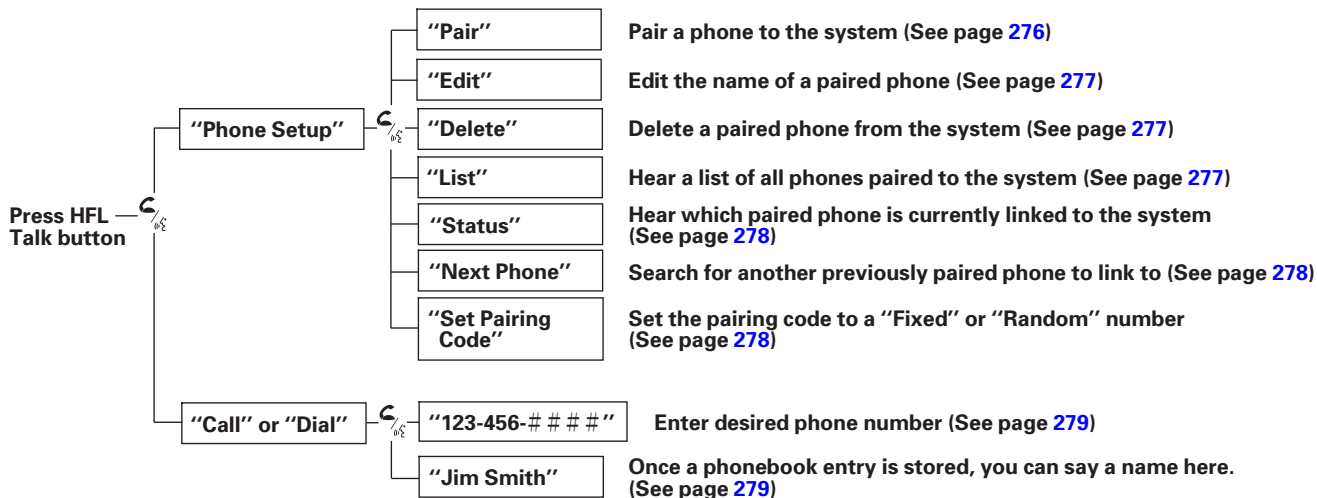 “Pair” Pair a phone to the system (See page 276)
“Edit” Edit the name of a paired phone (See page 277)
“Phone Setup” “Delete” Delete a paired phone from the system (See page 277)
“List” Hear a list of all phones paired to the system (See page 277)
Press HFL
Talk button
“Status” Hear which paired phone is currently linked to the system
(See page 278)
“Next Phone” Search for another previously paired phone to link to (See page 278)
“Set Pairing
Code”
Set the pairing code to a “Fixed” or “Random” number
(See page 278)
“Call” or “Dial” “123-456-####” Enter desired phone number (See page 279)
“Jim Smith” Once a phonebook entry is stored, you can say a name here.
(See page 279)